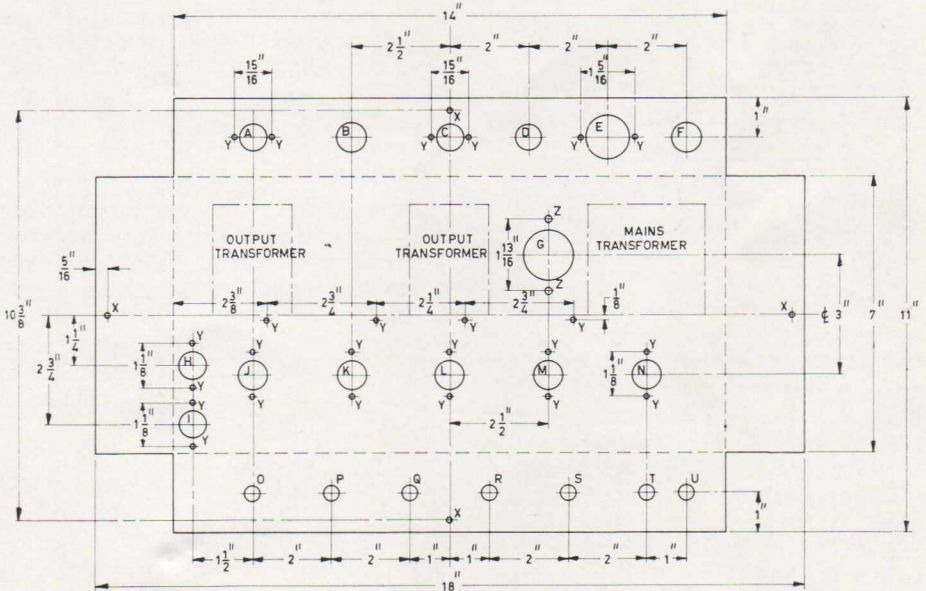 14"
2 1/2" 2" 2" 2"
15/16" 15/16" 1 5/16"
X 1"
A B C D E F
Y Y Y Y Y Y
Z
OUTPUT TRANSFORMER
OUTPUT TRANSFORMER
MAINS TRANSFORMER
1 13/16" G
5/16"
Z
10 3/8" 2 3/8" 2 3/4" 2 1/4" 2 3/4" 1/8"
X Y Y Y Y X ℄ 3" 7" 11"
2 3/4" 1 1/4"
Y Y Y Y Y Y
1 1/8" H J K L M 1 1/8" N
Y Y Y Y Y Y
Y
1 1/8" I 2 1/2"
Y
O P Q R S T U
X 1"
1 1/2" 2" 2" 1" 1" 2" 2" 1"
18"